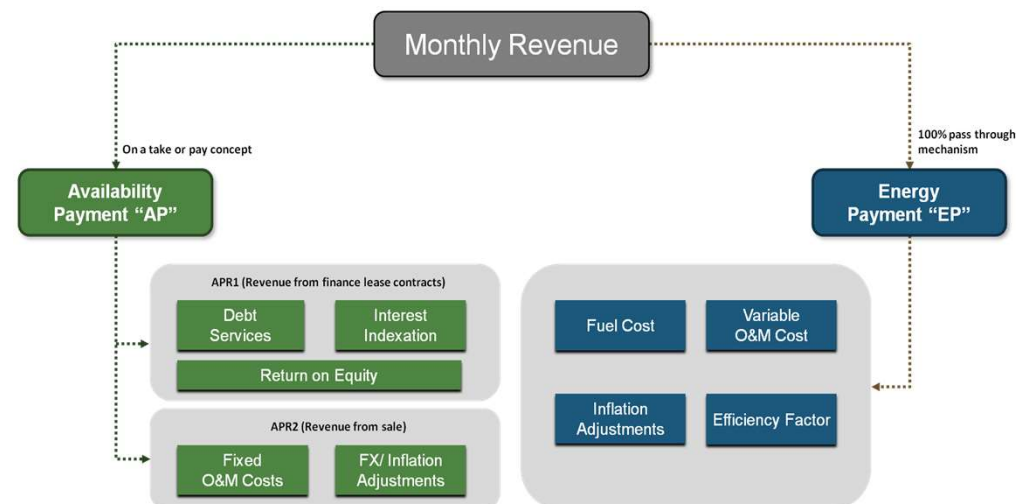 Monthly Revenue
On a take or pay concept
100% pass through
mechanism
Availability
Payment “AP”
Energy
Payment “EP”
APR1 (Revenue from finance lease contracts)
Debt
Services
Interest
Indexation
Return on Equity
APR2 (Revenue from sale)
Fixed
O&M Costs
FX/ Inflation
Adjustments
Fuel Cost
Variable
O&M Cost
Inflation
Adjustments
Efficiency Factor